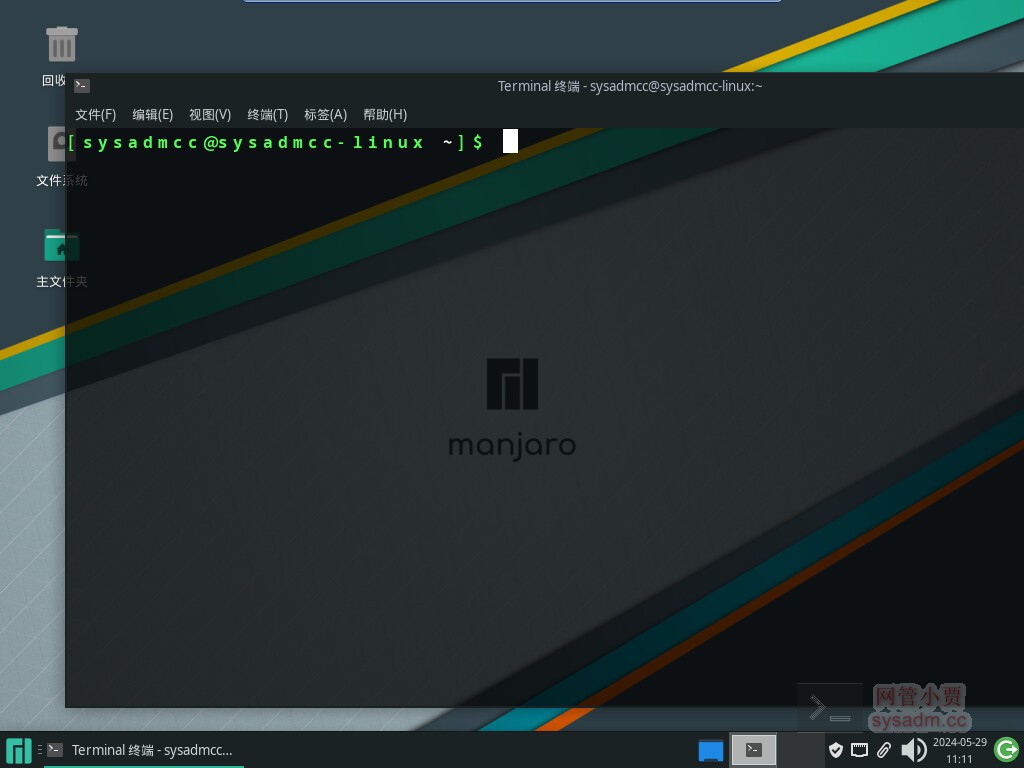 回收
Terminal 终端 - sysadmcc@sysadmcc-linux:~
文件(F) 编辑(E) 视图(V) 终端(T) 标签(A) 帮助(H)
[sysadmcc@sysadmcc-linux ~]$
文件系统
主文件夹
manjaro
网管小贾
sysadm.cc
Terminal 终端 - sysadmcc...
2024-05-29
11:11